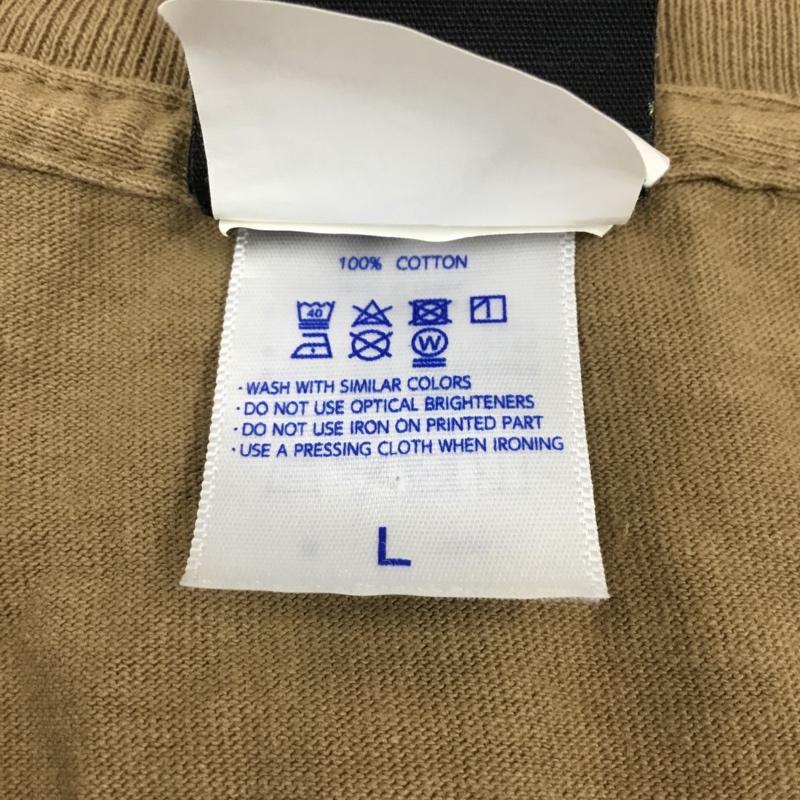 100% COTTON
40
W
· WASH WITH SIMILAR COLORS
· DO NOT USE OPTICAL BRIGHTENERS
· DO NOT USE IRON ON PRINTED PART
· USE A PRESSING CLOTH WHEN IRONING
L